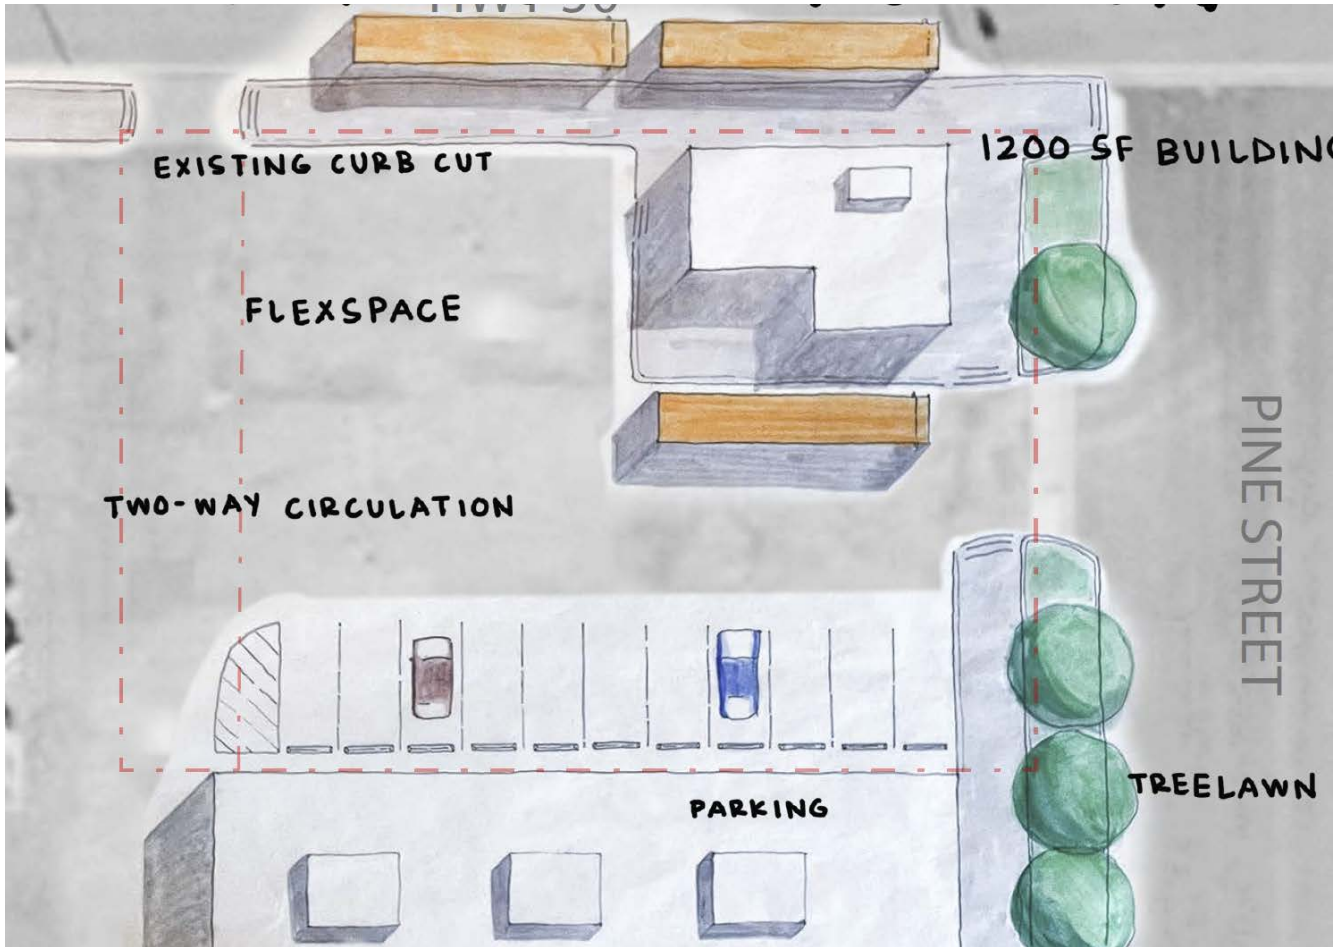 1200 SF BUILDING
EXISTING CURB CUT
FLEXSPACE
PINE STREET
TWO-WAY CIRCULATION
TREELAWN
PARKING